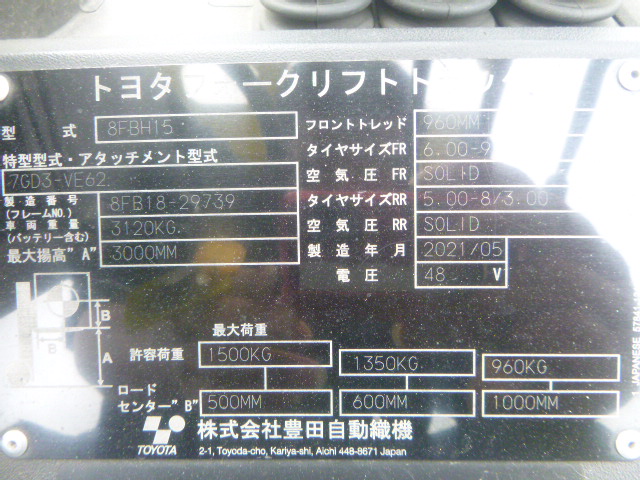 トヨタフォークリフトトラック
型式 8FBH15 フロントトレッド 960MM
タイヤサイズFR 6.00-9
特型型式・アタッチメント型式 空気圧FR SOLID
7GD3-VE62 タイヤサイズRR 5.00-8/3.00
製造番号(フレームNO.) 8FB18-29739 空気圧RR SOLID
車両重量(バッテリー含む) 3120KG. 製造年月 2021/05
最大揚高"A" 3000MM 電圧 48 V
B
B
A
最大荷重
許容荷重 1500KG 1350KG 960KG
ロードセンター"B" 500MM 600MM 1000MM
TOYOTA 株式会社豊田自動織機
2-1, Toyoda-cho, Kariya-shi, Aichi 448-8671 Japan
JAPANESE